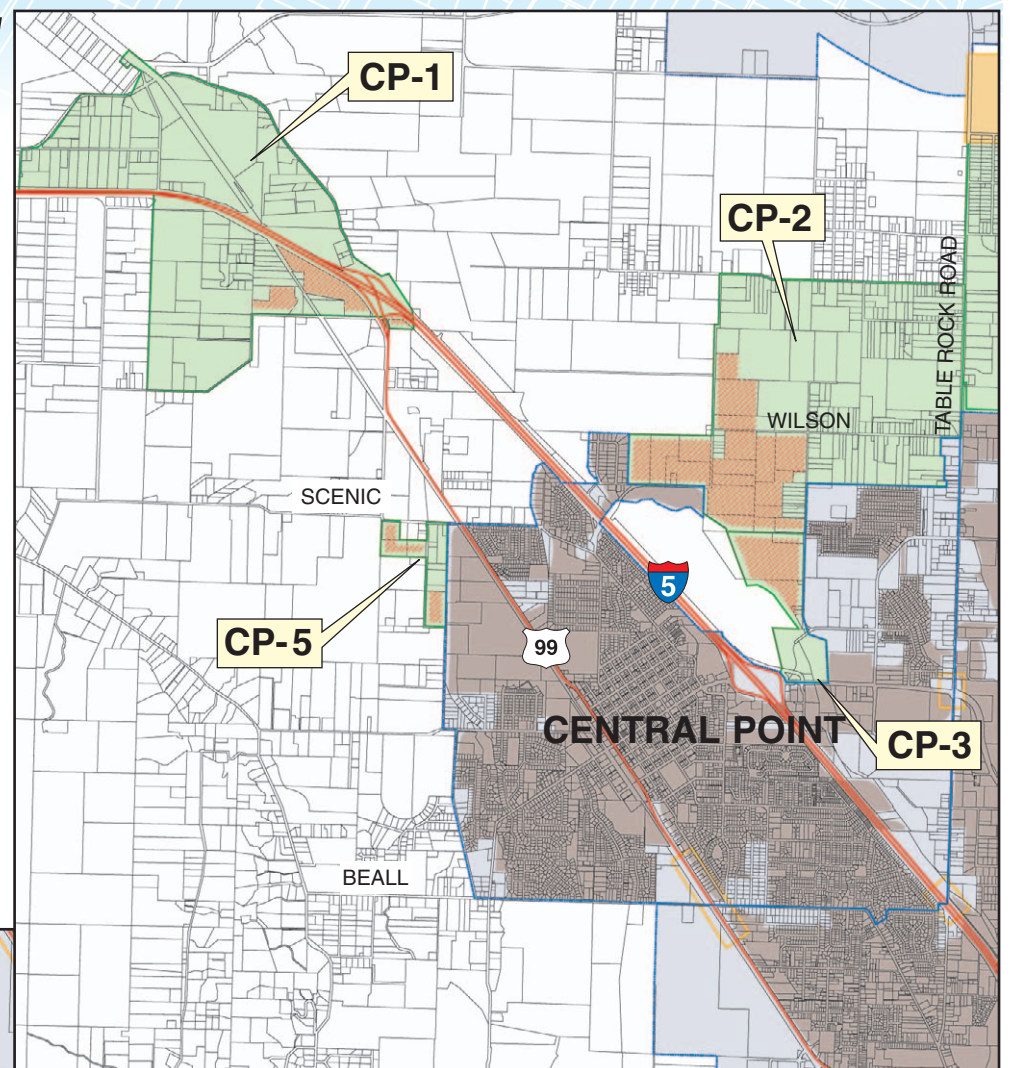 CP-1
CP-2
TABLE ROCK ROAD
WILSON
SCENIC
5
CP-5
99
CENTRAL POINT
CP-3
BEALL